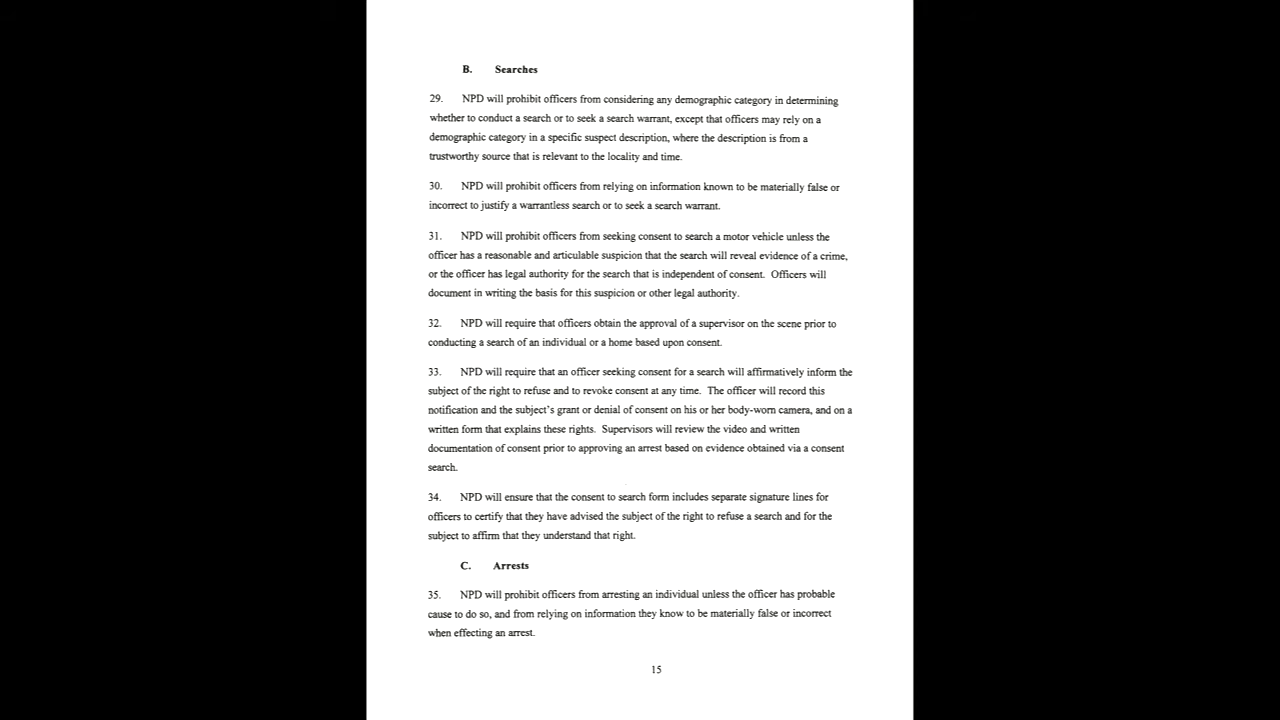 B. Searches
29. NPD will prohibit officers from considering any demographic category in determining
whether to conduct a search or to seek a search warrant, except that officers may rely on a
demographic category in a specific suspect description, where the description is from a
trustworthy source that is relevant to the locality and time.
30. NPD will prohibit officers from relying on information known to be materially false or
incorrect to justify a warrantless search or to seek a search warrant.
31. NPD will prohibit officers from seeking consent to search a motor vehicle unless the
officer has a reasonable and articulable suspicion that the search will reveal evidence of a crime,
or the officer has legal authority for the search that is independent of consent. Officers will
document in writing the basis for this suspicion or other legal authority.
32. NPD will require that officers obtain the approval of a supervisor on the scene prior to
conducting a search of an individual or a home based upon consent.
33. NPD will require that an officer seeking consent for a search will affirmatively inform the
subject of the right to refuse and to revoke consent at any time. The officer will record this
notification and the subject's grant or denial of consent on his or her body-worn camera, and on a
written form that explains these rights. Supervisors will review the video and written
documentation of consent prior to approving an arrest based on evidence obtained via a consent
search.
34. NPD will ensure that the consent to search form includes separate signature lines for
officers to certify that they have advised the subject of the right to refuse a search and for the
subject to affirm that they understand that right.
C. Arrests
35. NPD will prohibit officers from arresting an individual unless the officer has probable
cause to do so, and from relying on information they know to be materially false or incorrect
when effecting an arrest.
15